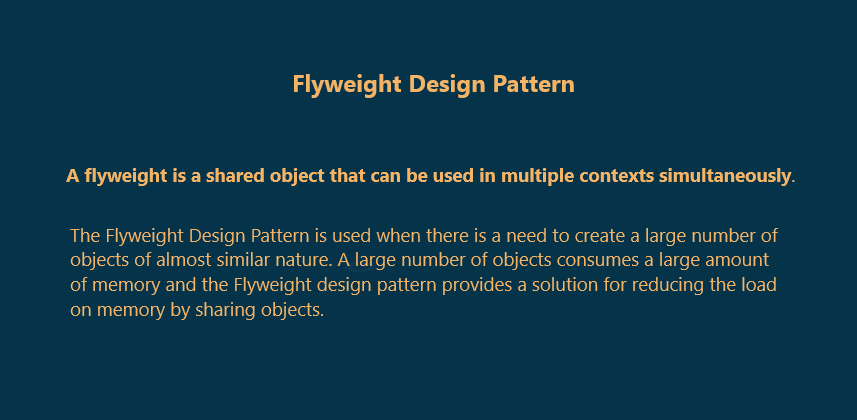 Flyweight Design Pattern
A flyweight is a shared object that can be used in multiple contexts simultaneously.
The Flyweight Design Pattern is used when there is a need to create a large number of
objects of almost similar nature. A large number of objects consumes a large amount
of memory and the Flyweight design pattern provides a solution for reducing the load
on memory by sharing objects.